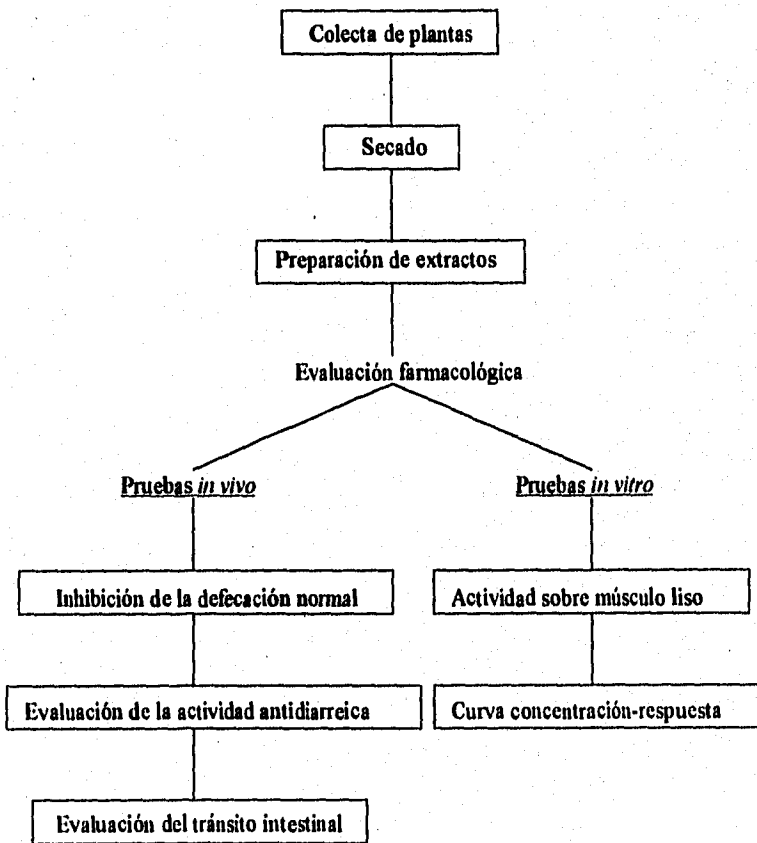 Colecta de plantas
Secado
Preparación de extractos
Evaluación farmacológica
Pruebas in vivo
Pruebas in vitro
Inhibición de la defecación normal
Actividad sobre músculo liso
Evaluación de la actividad antidiarreica
Curva concentración-respuesta
Evaluación del tránsito intestinal